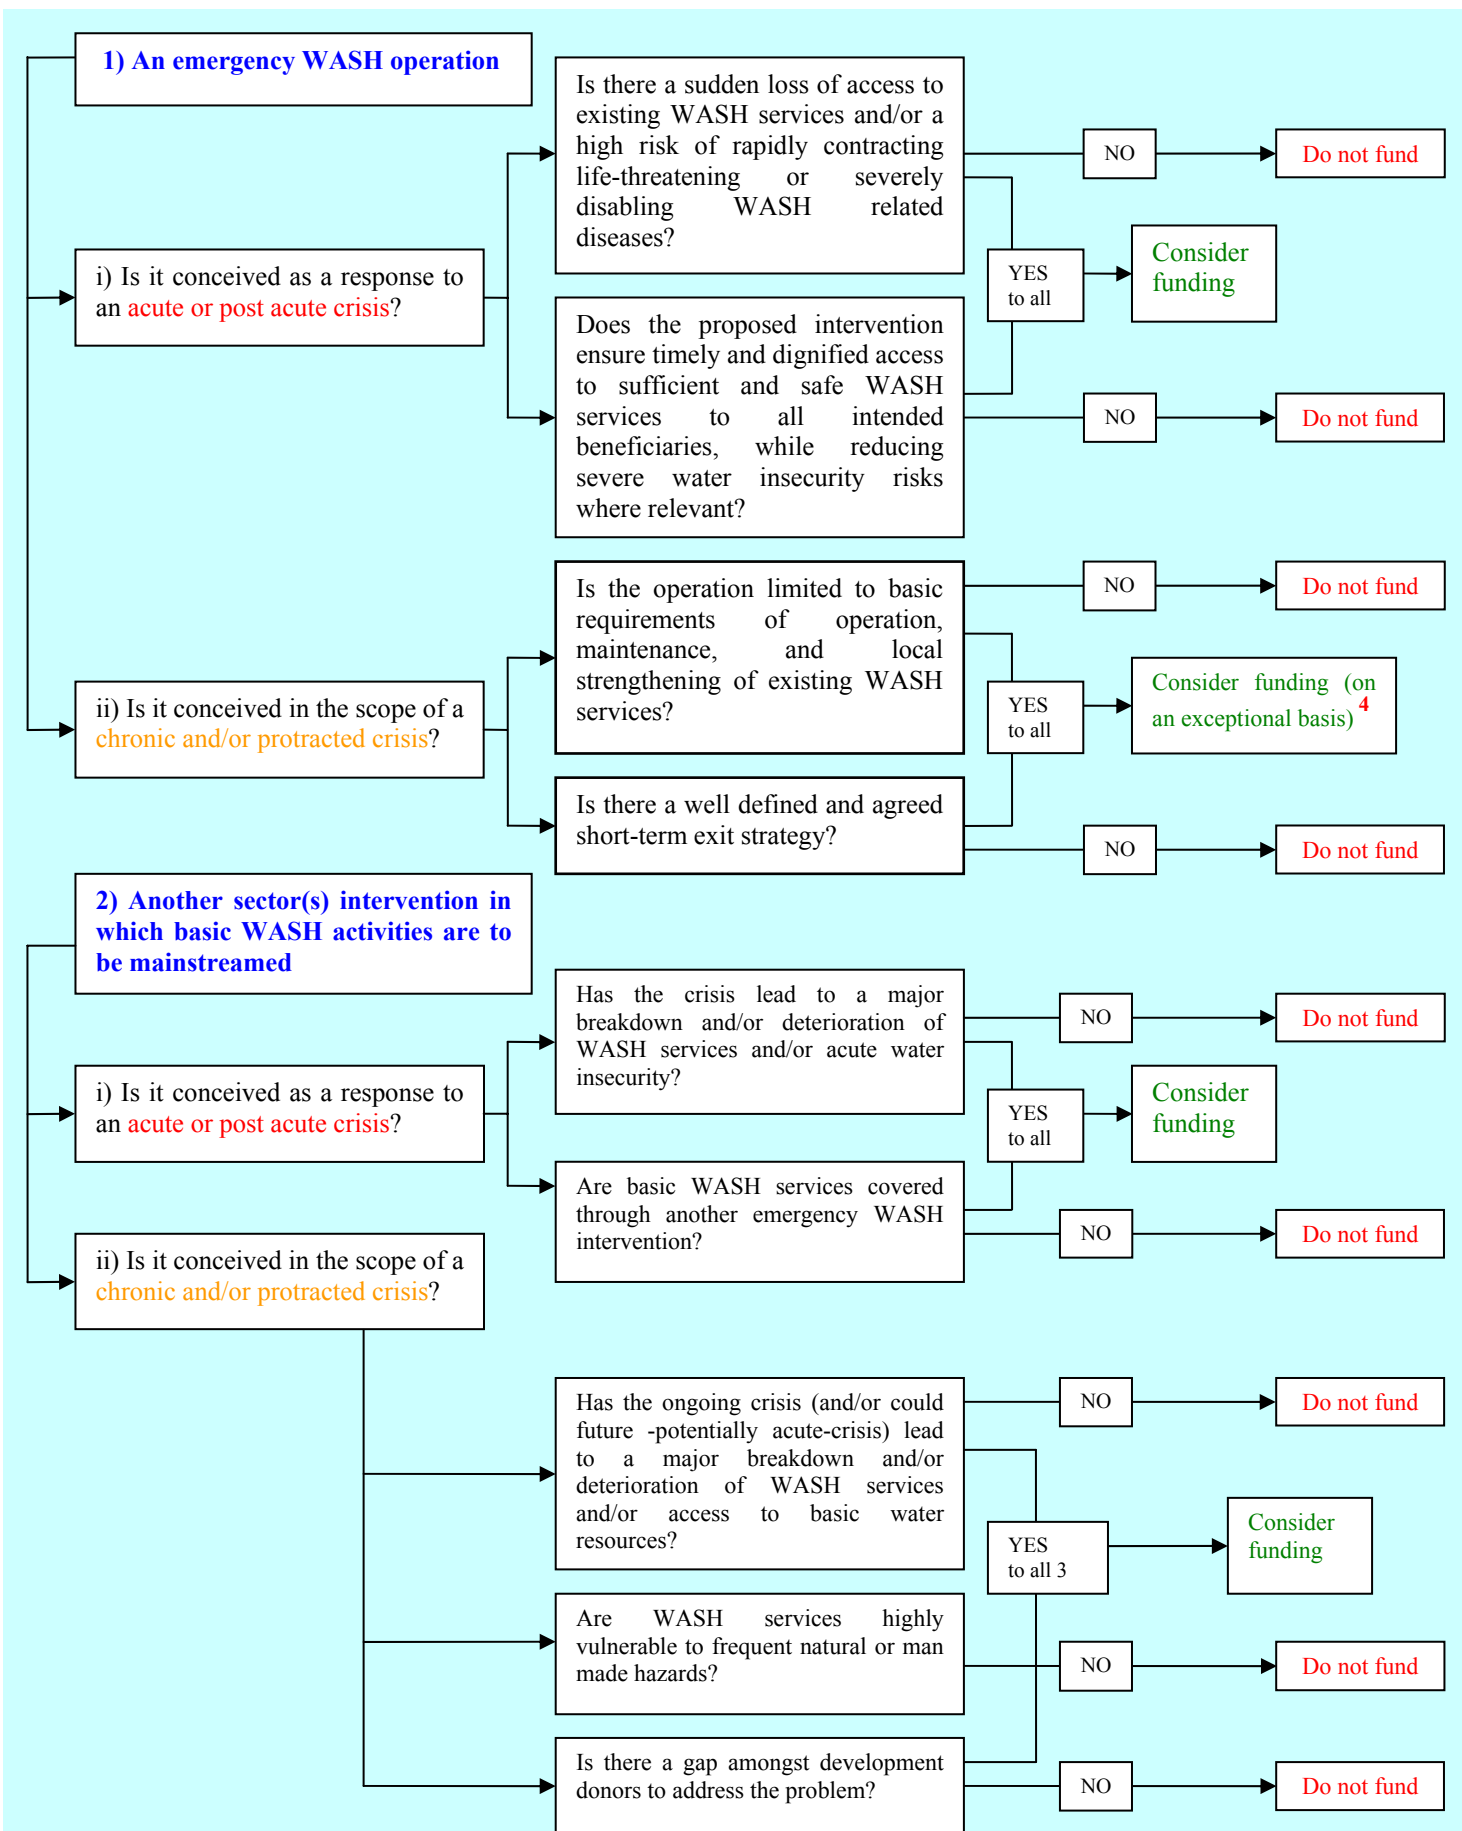 1) An emergency WASH operation
Is there a sudden loss of access to
existing WASH services and/or a
high risk of rapidly contracting
life-threatening or severely
disabling WASH related
diseases?
NO
Do not fund
i) Is it conceived as a response to
an acute or post acute crisis?
YES
to all
Consider
funding
Does the proposed intervention
ensure timely and dignified access
to sufficient and safe WASH
services to all intended
beneficiaries, while reducing
severe water insecurity risks
where relevant?
NO
Do not fund
Is the operation limited to basic
requirements of operation,
maintenance, and local
strengthening of existing WASH
services?
NO
Do not fund
ii) Is it conceived in the scope of a
chronic and/or protracted crisis?
YES
to all
Consider funding (on
an exceptional basis) 4
Is there a well defined and agreed
short-term exit strategy?
NO
Do not fund
2) Another sector(s) intervention in
which basic WASH activities are to
be mainstreamed
Has the crisis lead to a major
breakdown and/or deterioration of
WASH services and/or acute water
insecurity?
NO
Do not fund
i) Is it conceived as a response to
an acute or post acute crisis?
YES
to all
Consider
funding
Are basic WASH services covered
through another emergency WASH
intervention?
NO
Do not fund
ii) Is it conceived in the scope of a
chronic and/or protracted crisis?
Has the ongoing crisis (and/or could
future -potentially acute-crisis) lead
to a major breakdown and/or
deterioration of WASH services
and/or access to basic water
resources?
NO
Do not fund
YES
to all 3
Consider
funding
Are WASH services highly
vulnerable to frequent natural or man
made hazards?
NO
Do not fund
Is there a gap amongst development
donors to address the problem?
NO
Do not fund